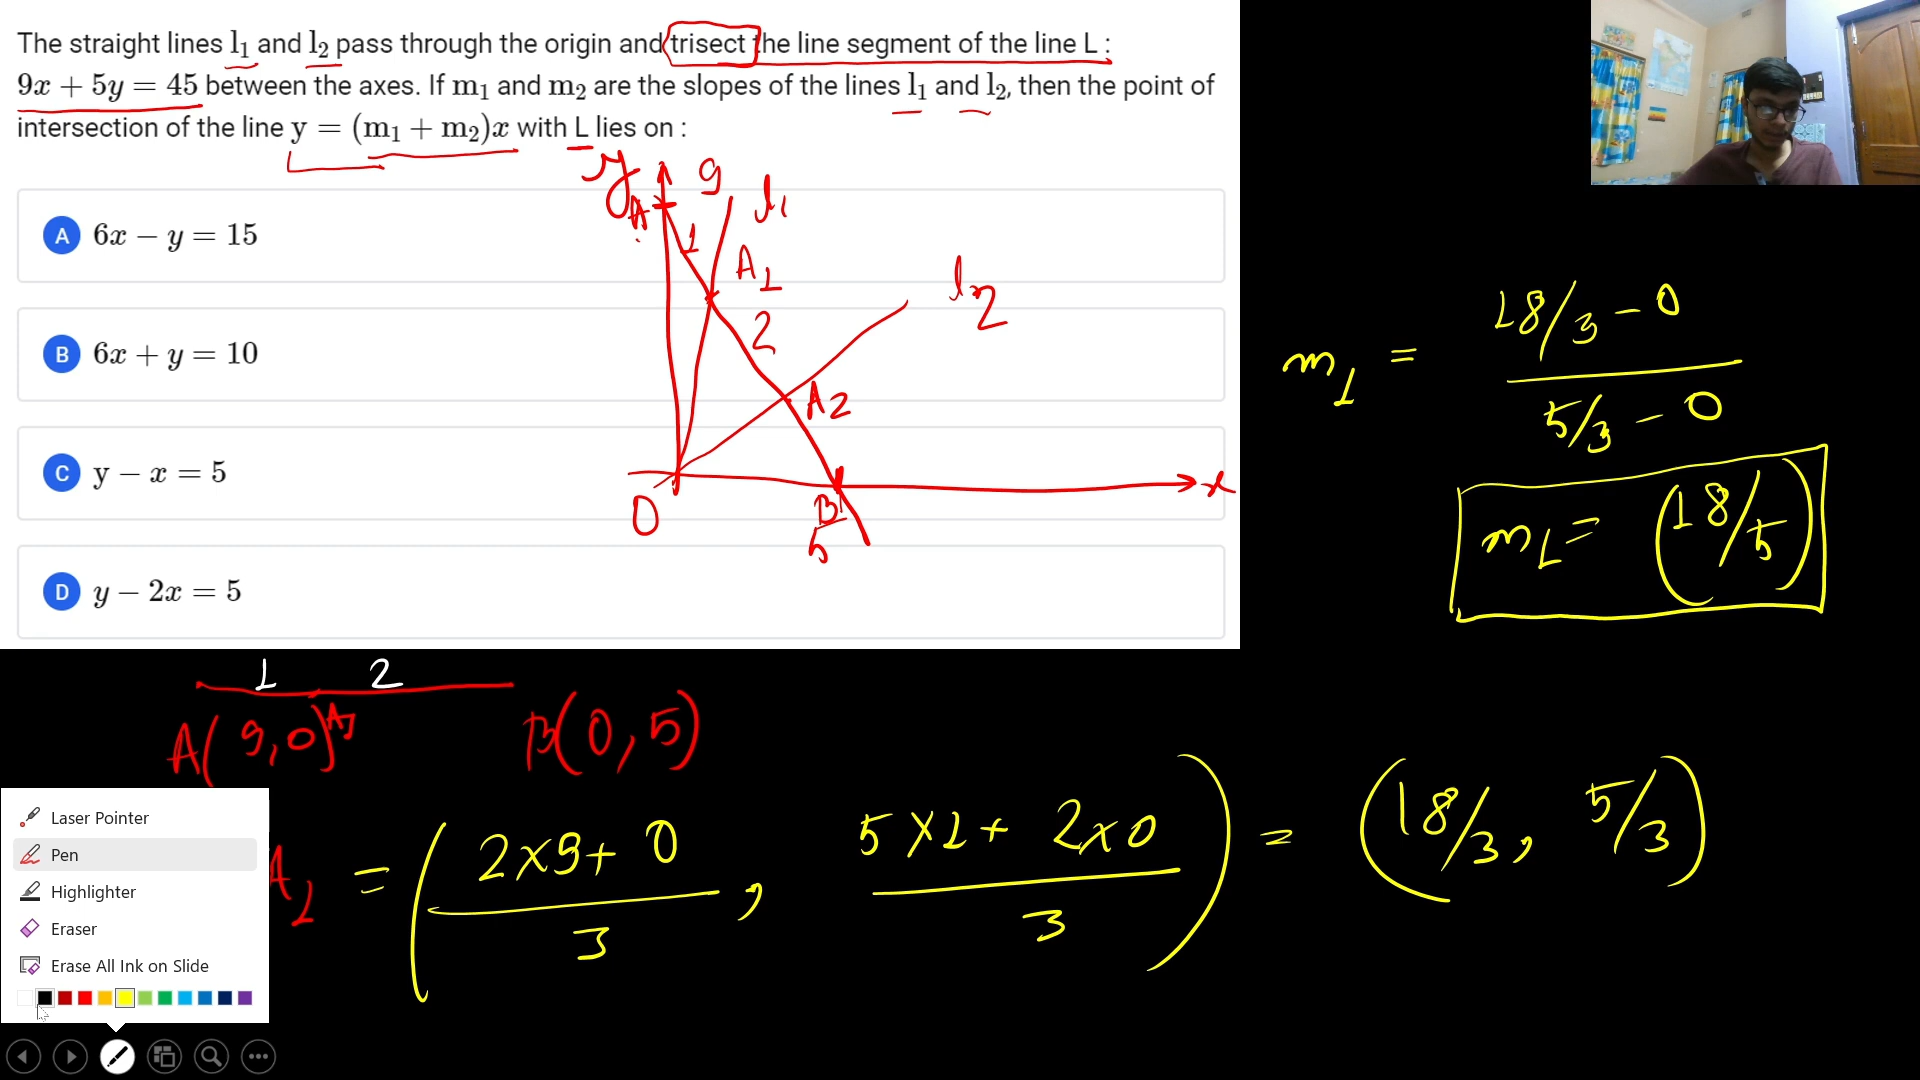 The straight lines l₁ and l₂ pass through the origin and trisect the line segment of the line L :
9x + 5y = 45 between the axes. If m₁ and m₂ are the slopes of the lines l₁ and l₂, then the point of
intersection of the line y = (m₁ + m₂)x with L lies on :
A 6x − y = 15
B 6x + y = 10
C y − x = 5
D y − 2x = 5
y 9 l₁
A 1 A₁
2 l₂
A2
O B x
5
m₁ = 18/3 - 0
5/3 - 0
m₁ = (18/5)
1 2
A(9,0) A₁ B(0,5)
A₁ = (2×9+ 0 / 3 , 5×1+ 2×0 / 3) = (18/3, 5/3)
Laser Pointer
Pen
Highlighter
Eraser
Erase All Ink on Slide